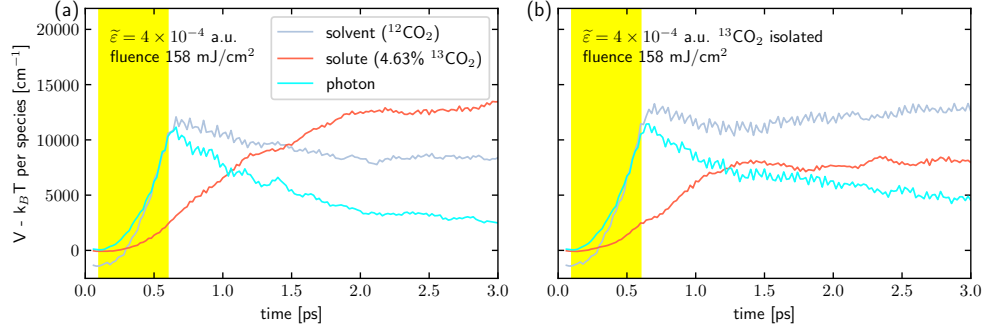 (a)
ε̃ = 4 × 10⁻⁴ a.u.
fluence 158 mJ/cm²
solvent (¹²CO₂)
solute (4.63% ¹³CO₂)
photon
V - k_B T per species [cm⁻¹]
20000
15000
10000
5000
0
0.0 0.5 1.0 1.5 2.0 2.5 3.0
time [ps]
(b)
ε̃ = 4 × 10⁻⁴ a.u. ¹³CO₂ isolated
fluence 158 mJ/cm²
0.0 0.5 1.0 1.5 2.0 2.5 3.0
time [ps]